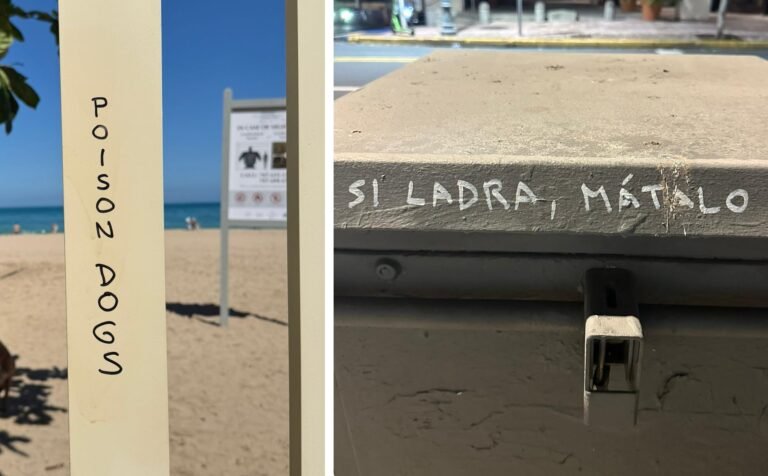 POISON DOGS
SI LADRA, MÁTALO